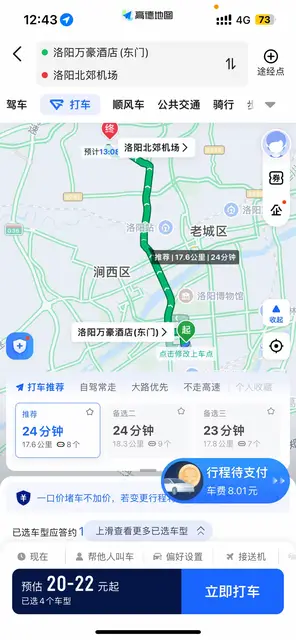 12:43
高德地图
4G
73
洛阳万豪酒店(东门)
洛阳北郊机场
途经点
驾车
打车
顺风车
公共交通
骑行
终
预计13:08
洛阳北郊机场 >
券
企
洛阳站
老城区
推荐 | 17.6公里 | 24分钟
涧西区
洛阳博物馆
收起
洛阳万豪酒店(东门) >
起
点击修改上车点
打车推荐
自驾常走
大路优先
不走高速
个人收藏
推荐
24分钟
17.6公里 8个
备选二
24分钟
18.3公里 9个
备选三
23分钟
17.8公里 7个
行程待支付
车费 8.01元 >>
一口价堵车不加价，若变更行程
已选车型应答约1
上滑查看更多已选车型
现在
帮他人叫车
偏好设置
接送机
预估 20-22 元起
已选4个车型
立即打车